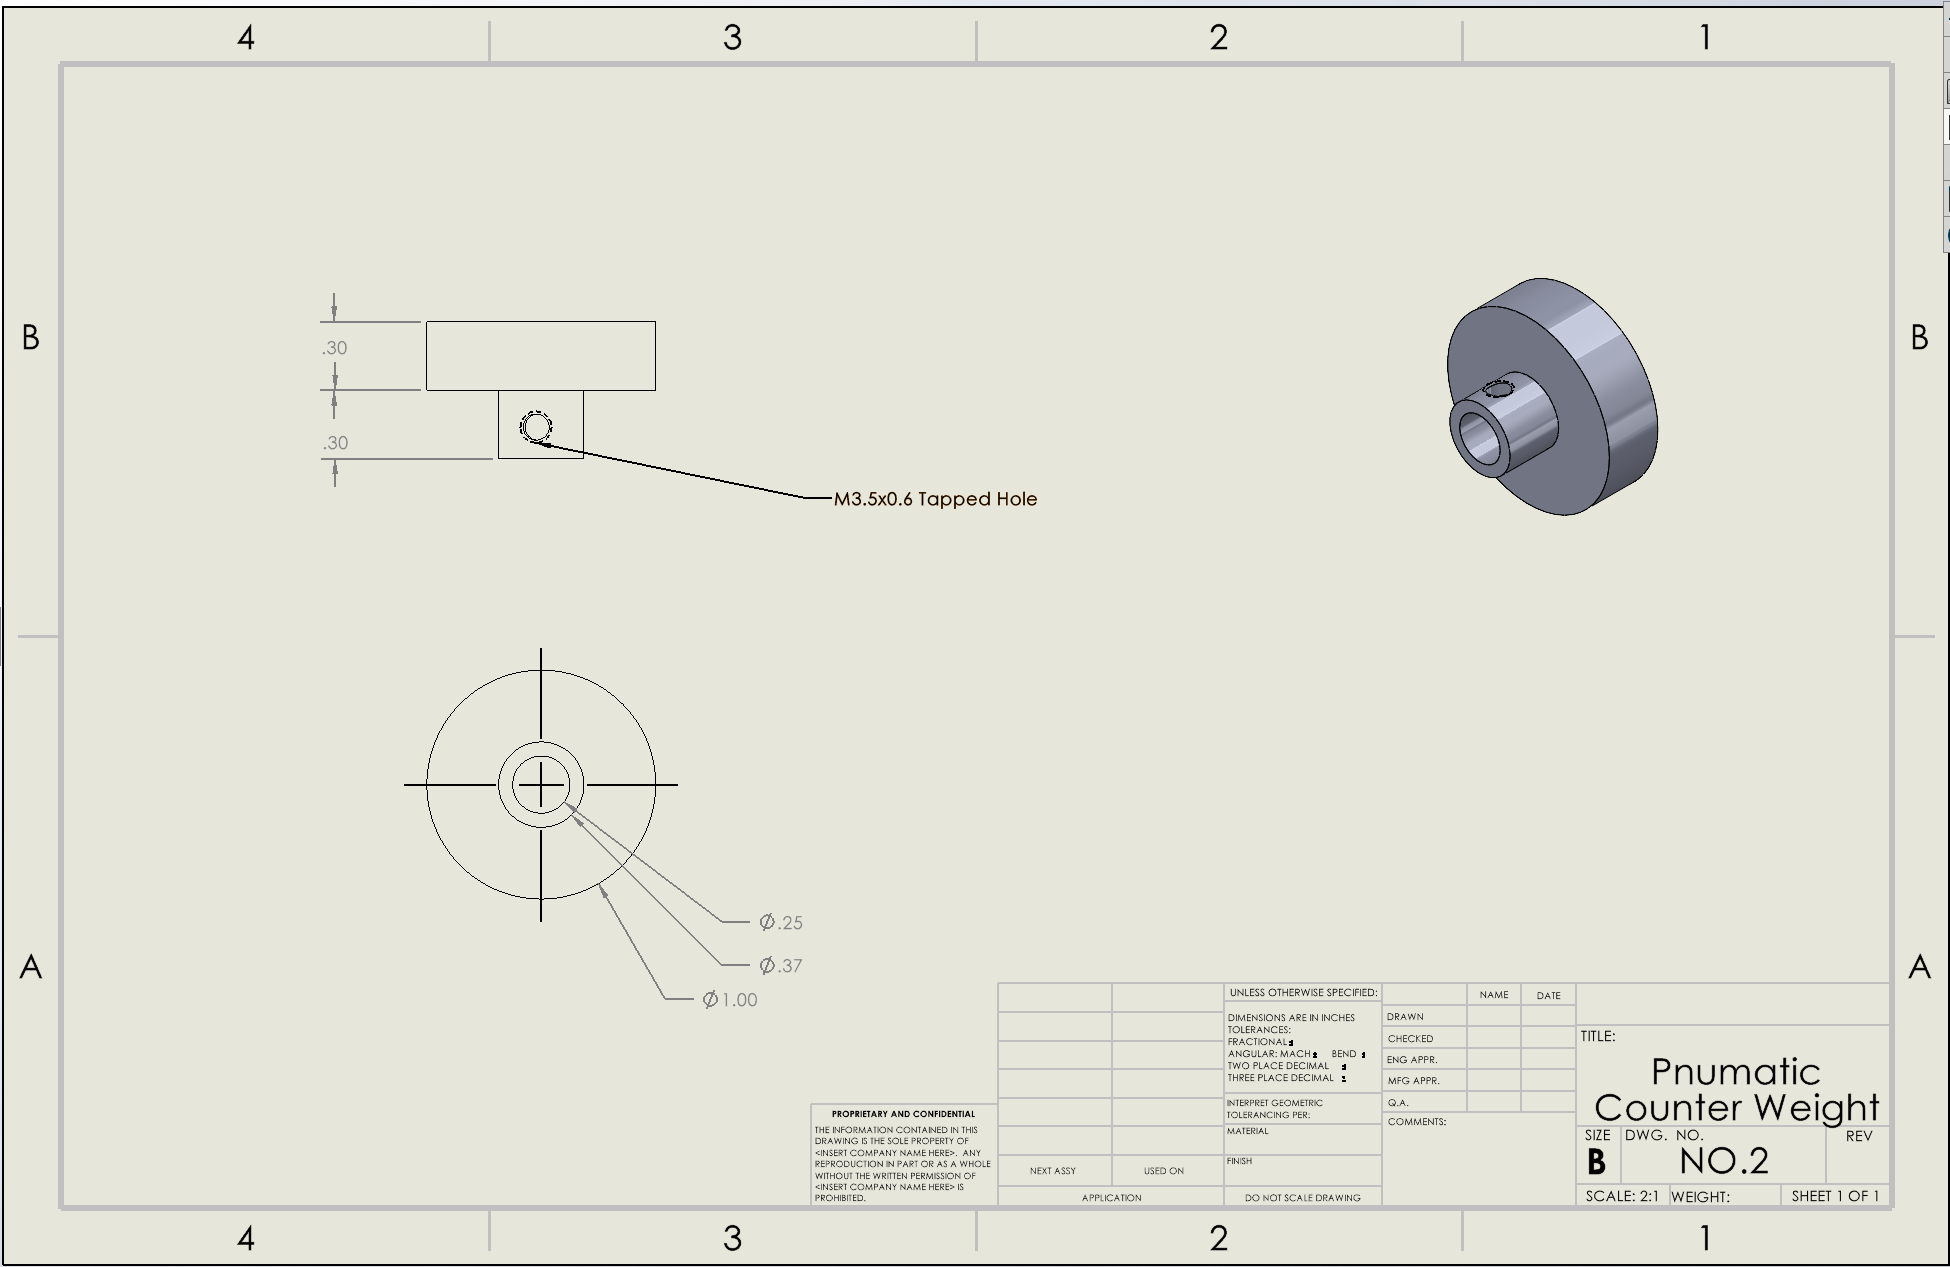 4 3 2 1
B B
.30
.30
M3.5x0.6 Tapped Hole
Ø.25
Ø.37
Ø1.00
A A
UNLESS OTHERWISE SPECIFIED:
DIMENSIONS ARE IN INCHES
TOLERANCES:
FRACTIONAL
ANGULAR: MACH BEND
TWO PLACE DECIMAL
THREE PLACE DECIMAL
INTERPRET GEOMETRIC
TOLERANCING PER:
MATERIAL
FINISH
DO NOT SCALE DRAWING
NAME DATE
DRAWN
CHECKED
ENG APPR.
MFG APPR.
Q.A.
COMMENTS:
TITLE:
Pnumatic
Counter Weight
SIZE DWG. NO. REV
B NO.2
SCALE: 2:1 WEIGHT: SHEET 1 OF 1
PROPRIETARY AND CONFIDENTIAL
THE INFORMATION CONTAINED IN THIS
DRAWING IS THE SOLE PROPERTY OF
<INSERT COMPANY NAME HERE>. ANY
REPRODUCTION IN PART OR AS A WHOLE
WITHOUT THE WRITTEN PERMISSION OF
<INSERT COMPANY NAME HERE> IS
PROHIBITED.
NEXT ASSY USED ON
APPLICATION
4 3 2 1